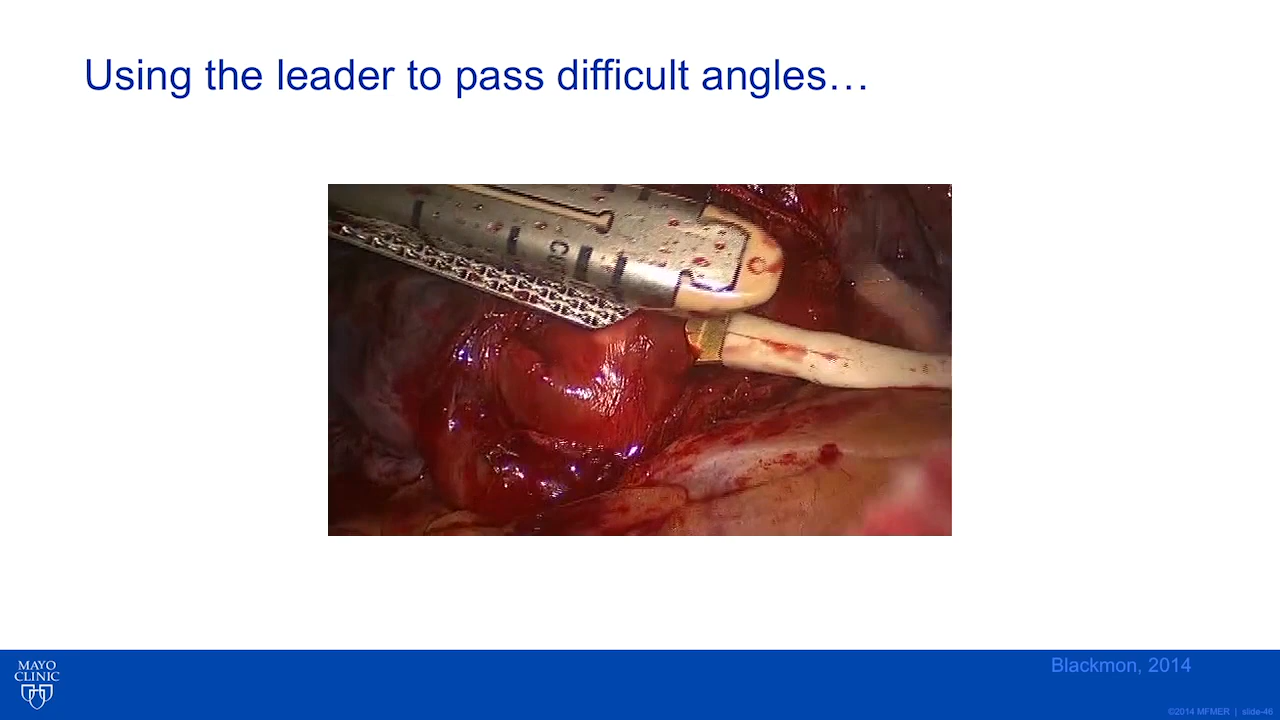 Using the leader to pass difficult angles…
MAYO
CLINIC
Blackmon, 2014
©2014 MFMER | slide-46